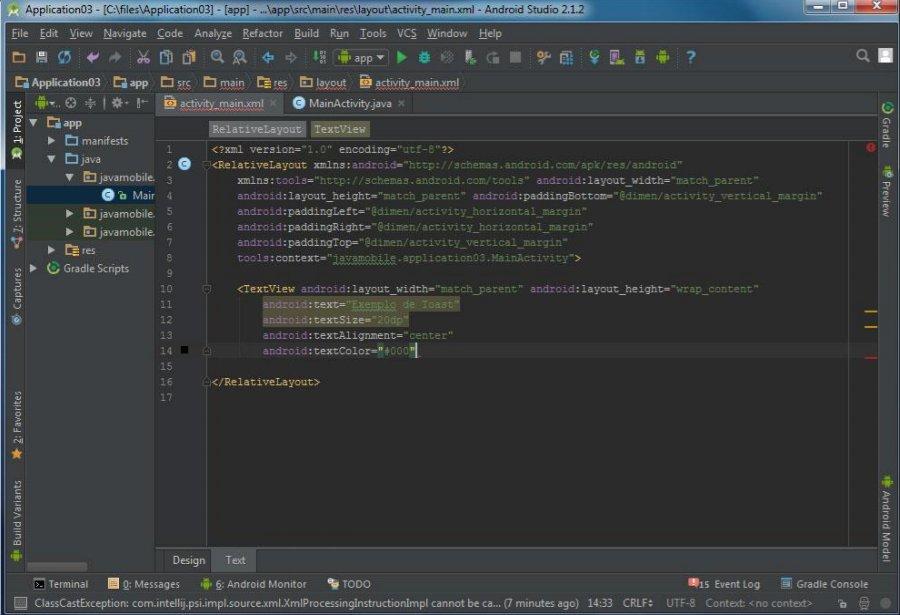 Application03 - [C:\files\Application03] - [app] - ...\app\src\main\res\layout\activity_main.xml - Android Studio 2.1.2
File Edit View Navigate Code Analyze Refactor Build Run Tools VCS Window Help
app
Application03 app src main res layout activity_main.xml
activity_main.xml MainActivity.java
RelativeLayout TextView
1: Project
7: Structure
Captures
2: Favorites
Build Variants
app
manifests
java
javamobile.
Mair
javamobile.
javamobile.
res
Gradle Scripts
1 <?xml version="1.0" encoding="utf-8"?>
2 <RelativeLayout xmlns:android="http://schemas.android.com/apk/res/android"
3 xmlns:tools="http://schemas.android.com/tools" android:layout_width="match_parent"
4 android:layout_height="match_parent" android:paddingBottom="@dimen/activity_vertical_margin"
5 android:paddingLeft="@dimen/activity_horizontal_margin"
6 android:paddingRight="@dimen/activity_horizontal_margin"
7 android:paddingTop="@dimen/activity_vertical_margin"
8 tools:context="javamobile.application03.MainActivity">
9
10 <TextView android:layout_width="match_parent" android:layout_height="wrap_content"
11 android:text="Exemplo de Toast"
12 android:textSize="20dp"
13 android:textAlignment="center"
14 android:textColor="#000"
15
16 </RelativeLayout>
17
Gradle
Preview
Android Model
Design Text
Terminal 0: Messages 6: Android Monitor TODO 15 Event Log Gradle Console
ClassCastException: com.intellij.psi.impl.source.xml.XmlProcessingInstructionImpl cannot be ca... (7 minutes ago) 14:33 CRLF UTF-8 Context: <no context>